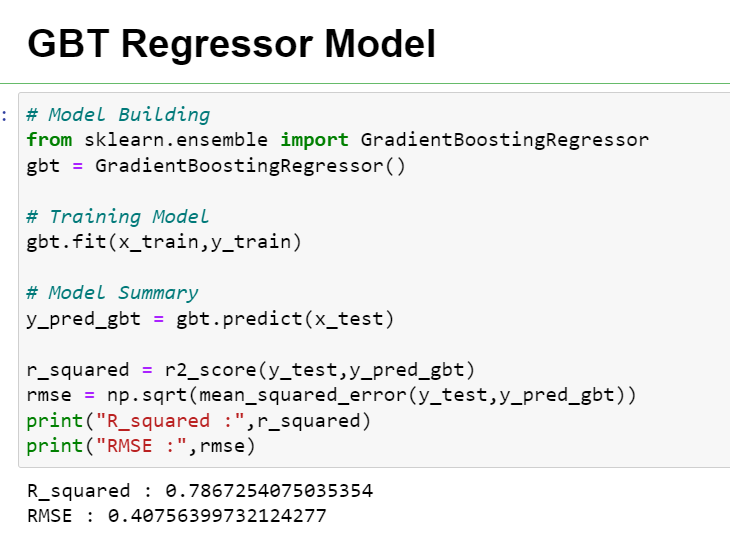 GBT Regressor Model
:
# Model Building
from sklearn.ensemble import GradientBoostingRegressor
gbt = GradientBoostingRegressor()
# Training Model
gbt.fit(x_train,y_train)
# Model Summary
y_pred_gbt = gbt.predict(x_test)
r_squared = r2_score(y_test,y_pred_gbt)
rmse = np.sqrt(mean_squared_error(y_test,y_pred_gbt))
print("R_squared :",r_squared)
print("RMSE :",rmse)
R_squared : 0.7867254075035354
RMSE : 0.40756399732124277